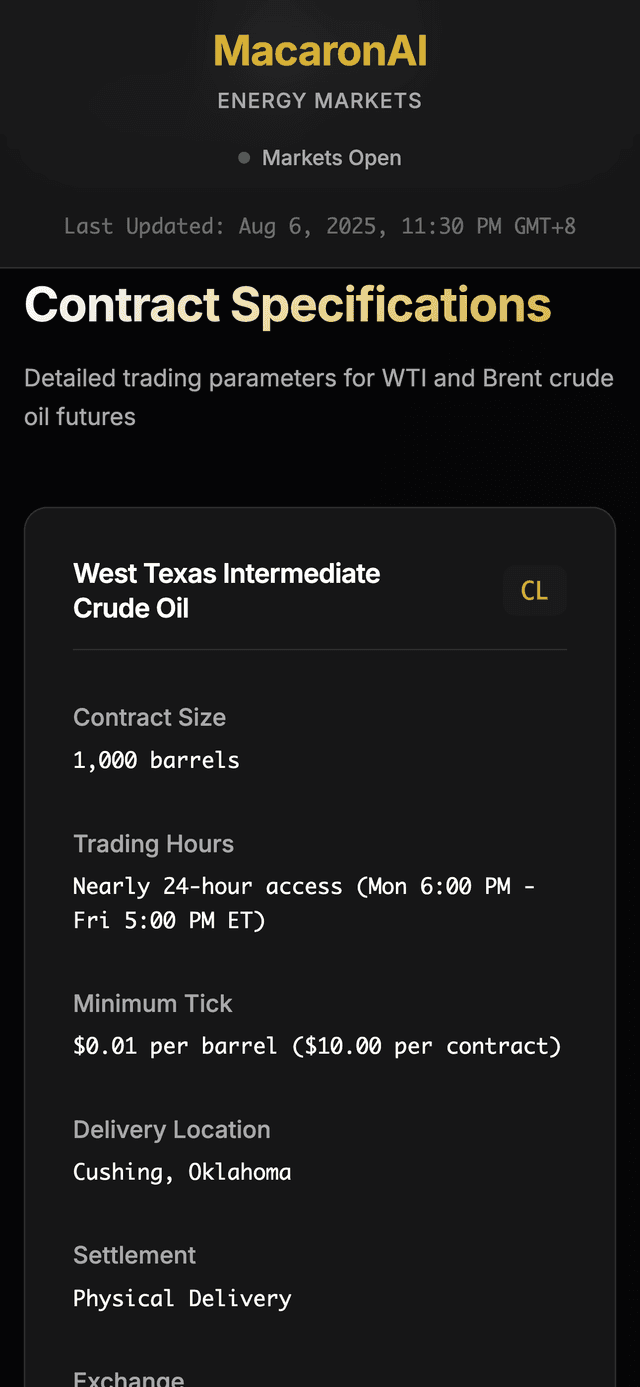 MacaronAI
ENERGY MARKETS
Markets Open
Last Updated: Aug 6, 2025, 11:30 PM GMT+8
Contract Specifications
Detailed trading parameters for WTI and Brent crude
oil futures
West Texas Intermediate
Crude Oil
CL
Contract Size
1,000 barrels
Trading Hours
Nearly 24-hour access (Mon 6:00 PM -
Fri 5:00 PM ET)
Minimum Tick
$0.01 per barrel ($10.00 per contract)
Delivery Location
Cushing, Oklahoma
Settlement
Physical Delivery
Exchange